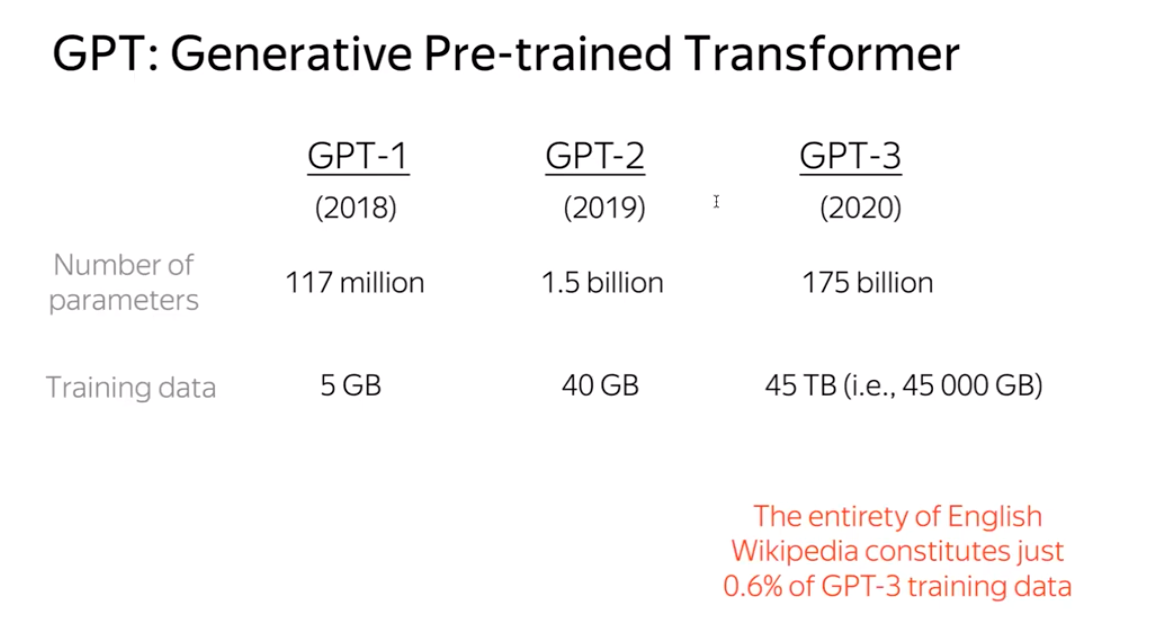 GPT: Generative Pre-trained Transformer
GPT-1 GPT-2 GPT-3
(2018) (2019) (2020)
Number of
parameters
117 million 1.5 billion 175 billion
Training data 5 GB 40 GB 45 TB (i.e., 45 000 GB)
The entirety of English
Wikipedia constitutes just
0.6% of GPT-3 training data